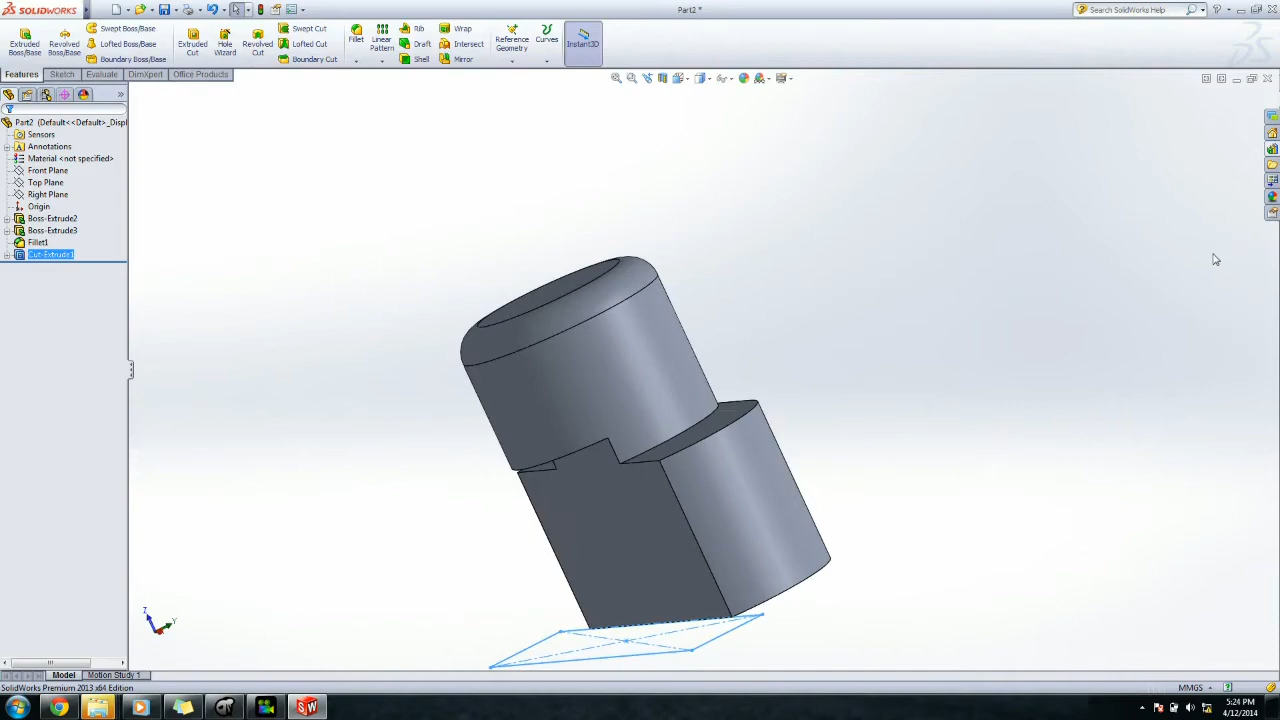 SOLIDWORKS
Part2 *
Search SolidWorks Help
Extruded Boss/Base
Revolved Boss/Base
Swept Boss/Base
Lofted Boss/Base
Boundary Boss/Base
Extruded Cut
Hole Wizard
Revolved Cut
Swept Cut
Lofted Cut
Boundary Cut
Fillet
Linear Pattern
Rib
Draft
Shell
Wrap
Intersect
Mirror
Reference Geometry
Curves
Instant3D
Features
Sketch
Evaluate
DimXpert
Office Products
Part2 (Default<<Default>_Displ
Sensors
Annotations
Material <not specified>
Front Plane
Top Plane
Right Plane
Origin
Boss-Extrude2
Boss-Extrude3
Fillet1
Cut-Extrude1
Z
Y
Model
Motion Study 1
SolidWorks Premium 2013 x64 Edition
MMGS
5:24 PM
4/12/2014